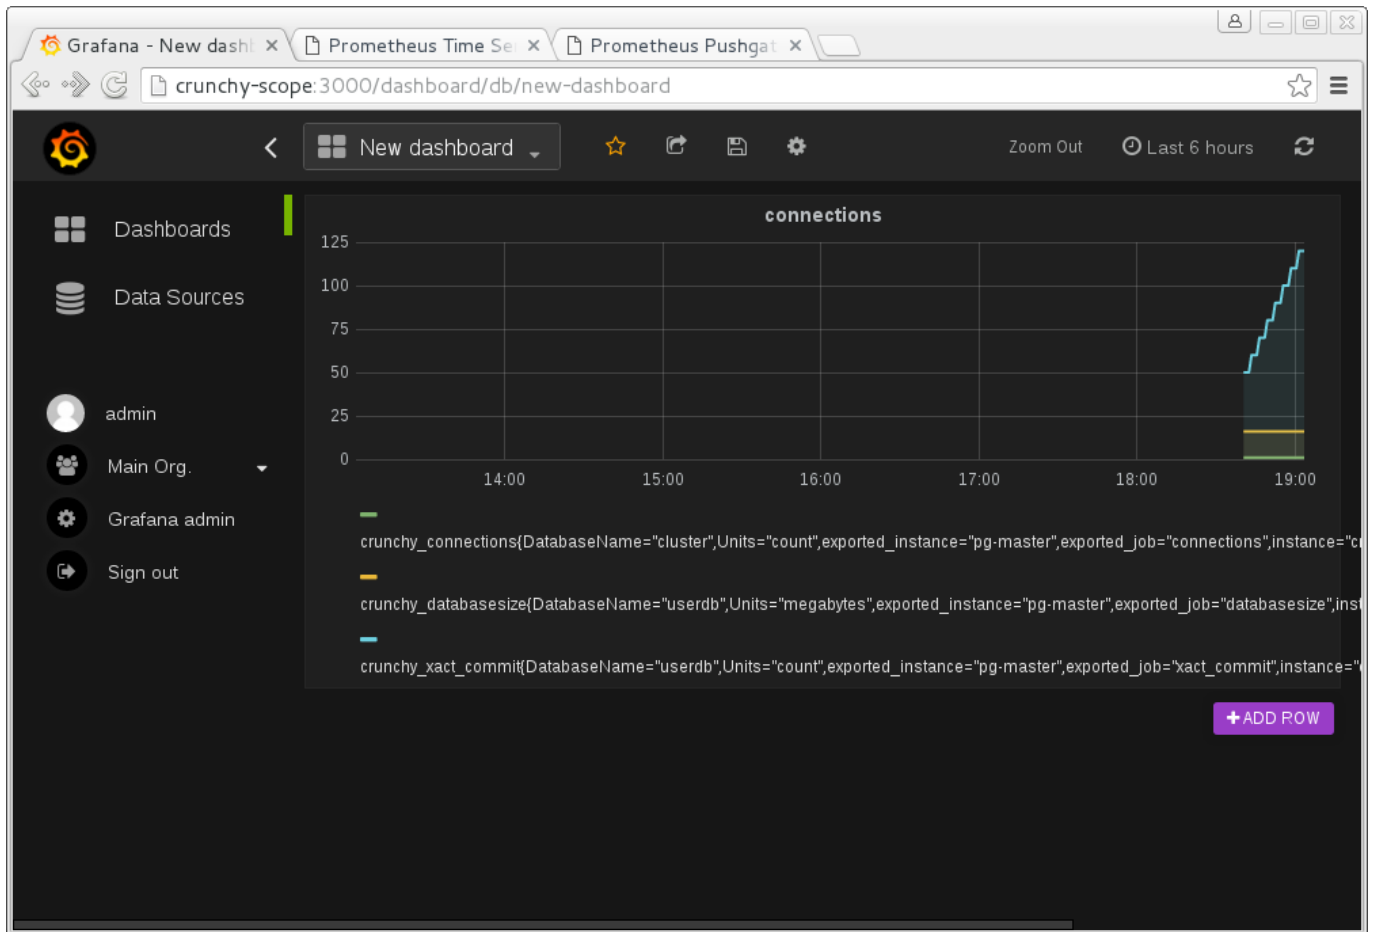 Grafana - New dash
Prometheus Time Se
Prometheus Pushgat
crunchy-scope:3000/dashboard/db/new-dashboard
New dashboard
Zoom Out
Last 6 hours
Dashboards
Data Sources
admin
Main Org.
Grafana admin
Sign out
connections
125
100
75
50
25
0
14:00 15:00 16:00 17:00 18:00 19:00
crunchy_connections{DatabaseName="cluster",Units="count",exported_instance="pg-master",exported_job="connections",instance="c
crunchy_databasesize{DatabaseName="userdb",Units="megabytes",exported_instance="pg-master",exported_job="databasesize",inst
crunchy_xact_commit{DatabaseName="userdb",Units="count",exported_instance="pg-master",exported_job="xact_commit",instance="
+ ADD ROW